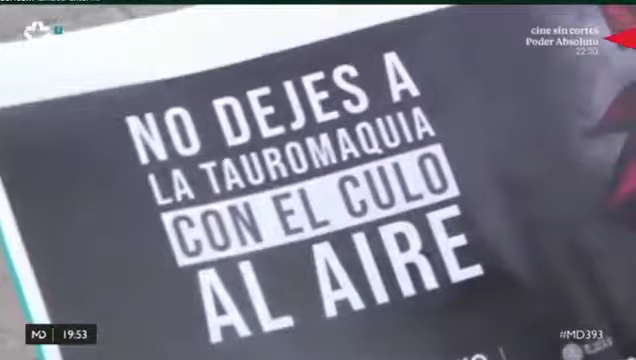 cine sin cortes
Poder Absoluto
22:30
NO DEJES A
LA TAUROMAQUIA
CON EL CULO
AL AIRE
MD 19:53
#MD393